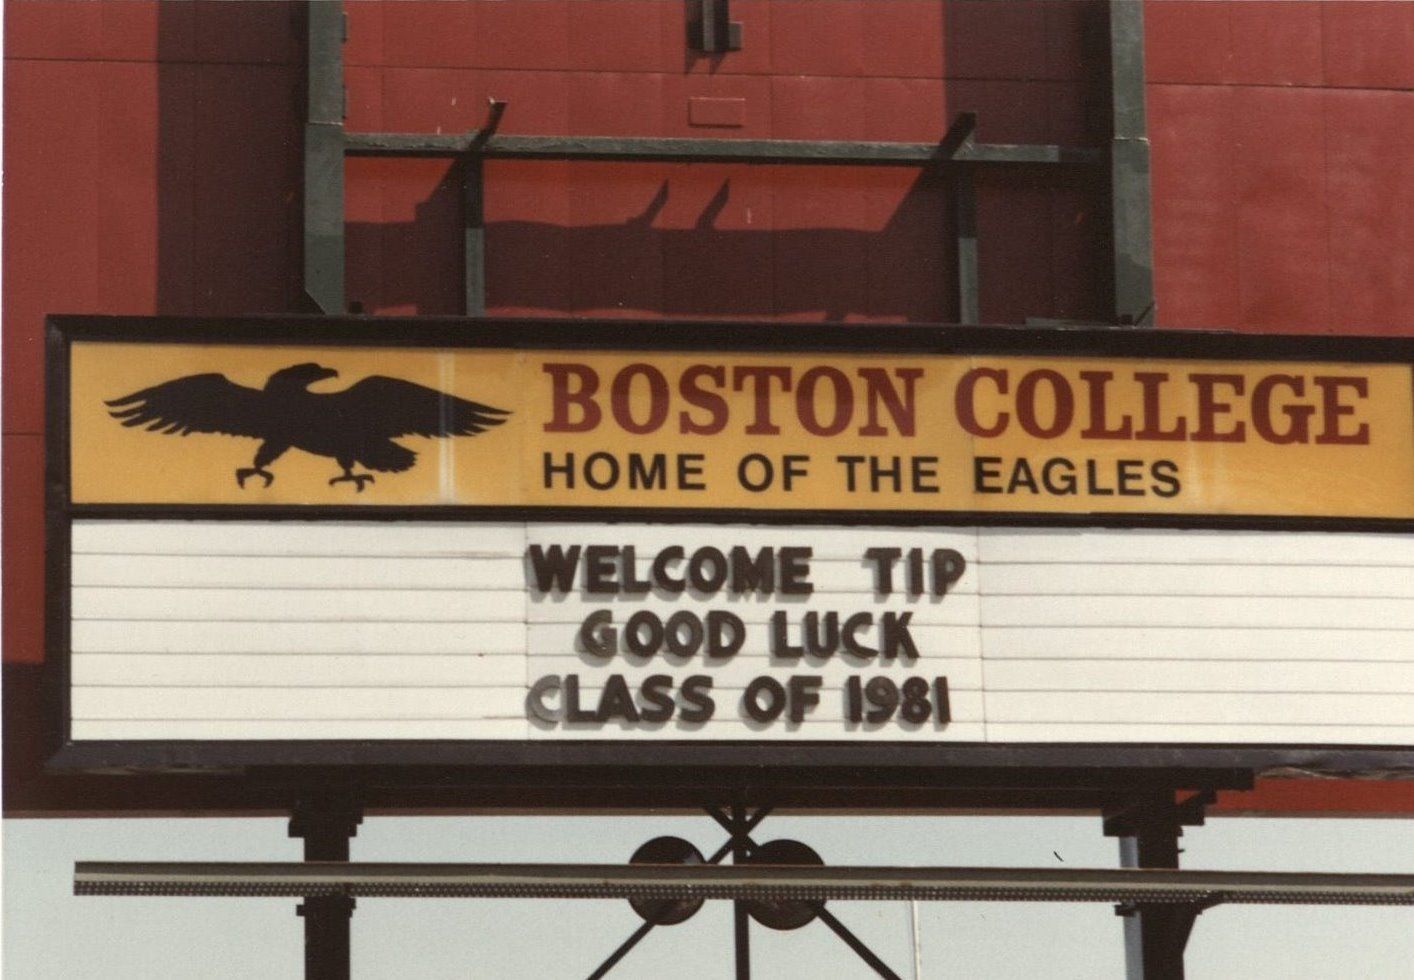 BOSTON COLLEGE
HOME OF THE EAGLES
WELCOME TIP
GOOD LUCK
CLASS OF 1981